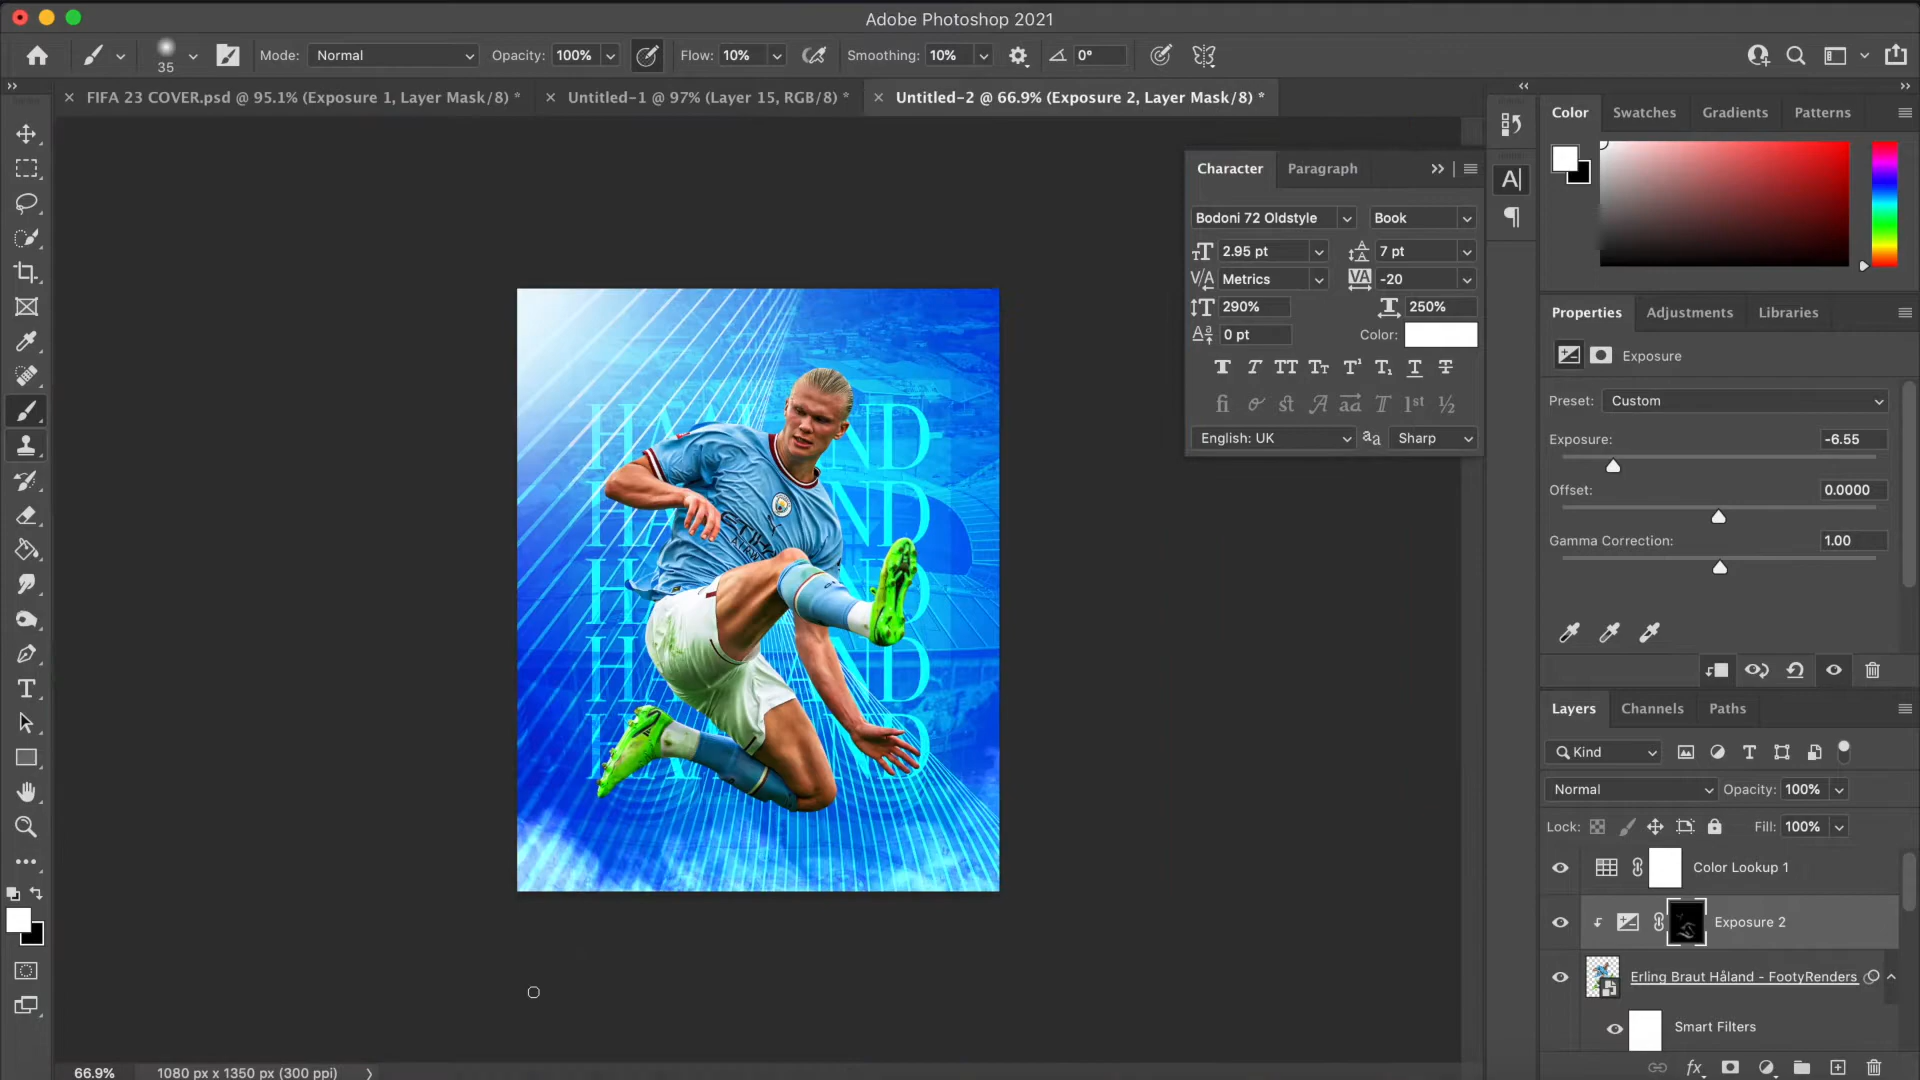 Adobe Photoshop 2021
35
Mode: Normal
Opacity: 100%
Flow: 10%
Smoothing: 10%
0°
FIFA 23 COVER.psd @ 95.1% (Exposure 1, Layer Mask/8) *
Untitled-1 @ 97% (Layer 15, RGB/8) *
Untitled-2 @ 66.9% (Exposure 2, Layer Mask/8) *
Character
Paragraph
Bodoni 72 Oldstyle
Book
2.95 pt
7 pt
Metrics
-20
290%
250%
0 pt
Color:
English: UK
Sharp
Color
Swatches
Gradients
Patterns
Properties
Adjustments
Libraries
Exposure
Preset: Custom
Exposure: -6.55
Offset: 0.0000
Gamma Correction: 1.00
Layers
Channels
Paths
Kind
Normal
Opacity: 100%
Lock:
Fill: 100%
Color Lookup 1
Exposure 2
Erling Braut Håland - FootyRenders
Smart Filters
66.9%
1080 px x 1350 px (300 ppi)